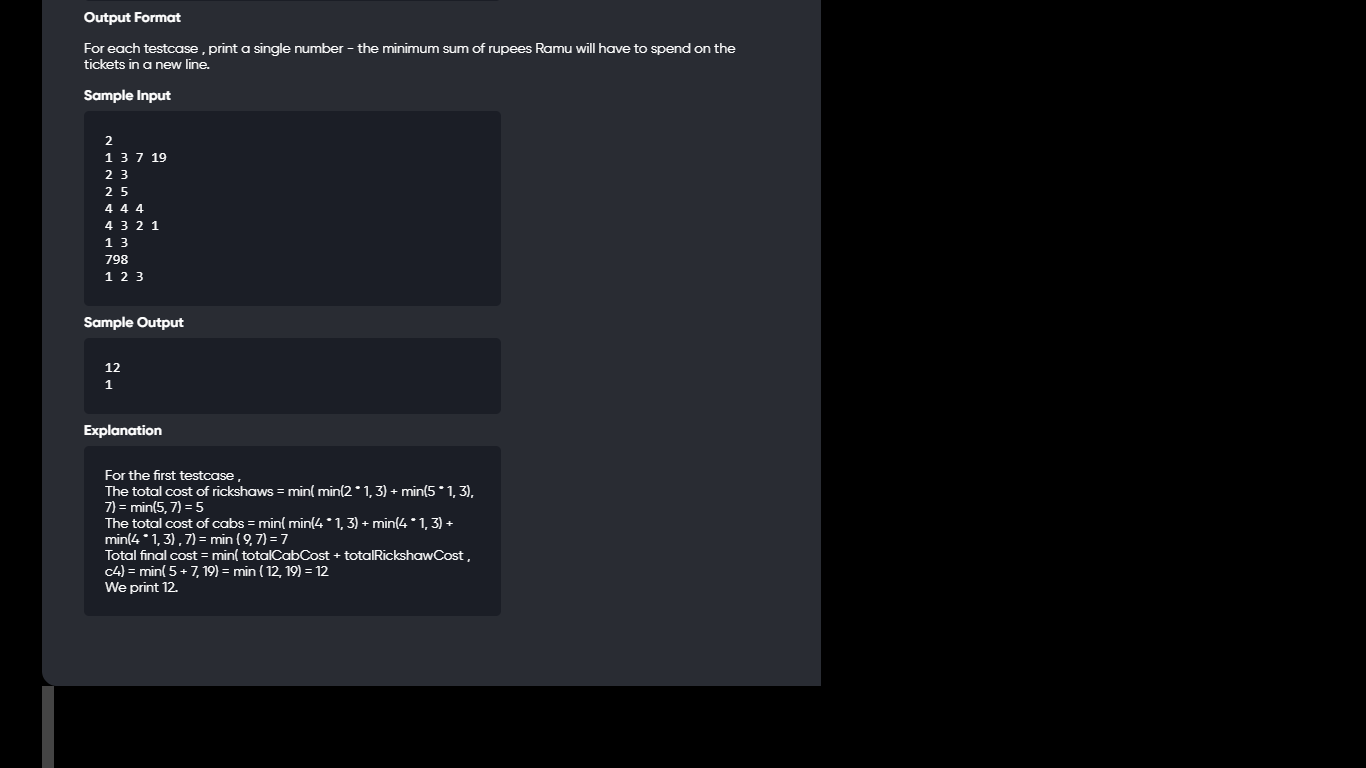 Output Format
For each testcase , print a single number - the minimum sum of rupees Ramu will have to spend on the
tickets in a new line.
Sample Input
2
1 3 7 19
2 3
2 5
4 4 4
4 3 2 1
1 3
798
1 2 3
Sample Output
12
1
Explanation
For the first testcase ,
The total cost of rickshaws = min( min(2 * 1, 3) + min(5 * 1, 3),
7) = min(5, 7) = 5
The total cost of cabs = min( min(4 * 1, 3) + min(4 * 1, 3) +
min(4 * 1, 3) , 7) = min ( 9, 7) = 7
Total final cost = min( totalCabCost + totalRickshawCost ,
c4) = min( 5 + 7, 19) = min ( 12, 19) = 12
We print 12.